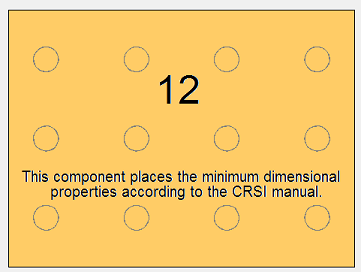 12
This component places the minimum dimensional
properties according to the CRSI manual.